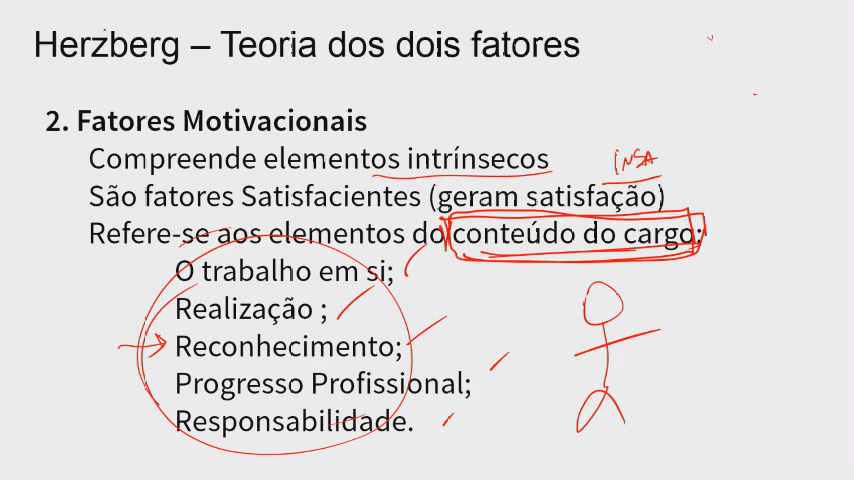 Herzberg – Teoria dos dois fatores
2. Fatores Motivacionais
Compreende elementos intrínsecos
INSA
São fatores Satisfacientes (geram satisfação)
Refere-se aos elementos do conteúdo do cargo;
O trabalho em si;
Realização ;
Reconhecimento;
Progresso Profissional;
Responsabilidade.